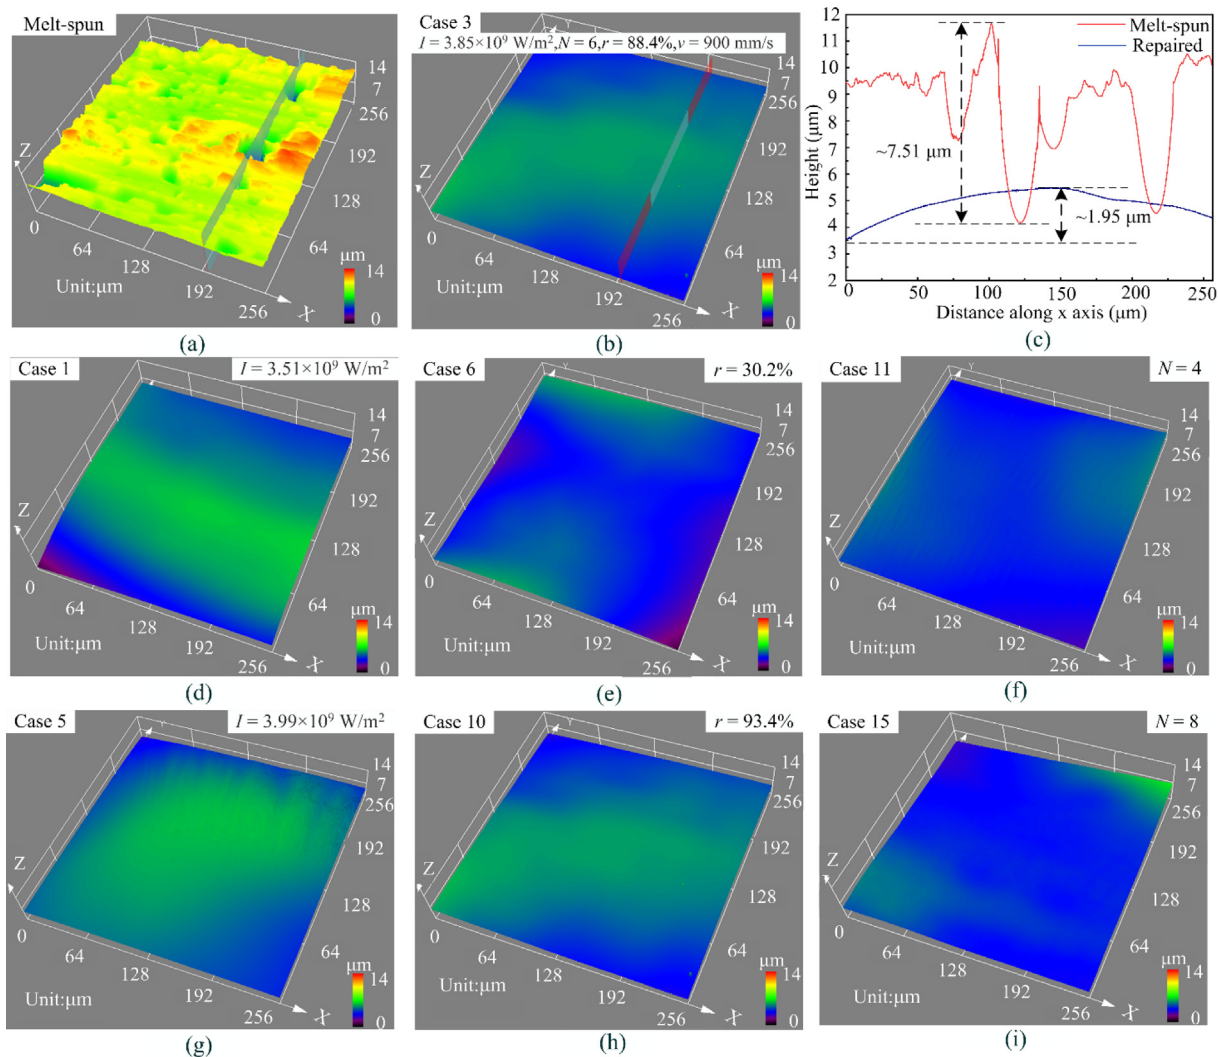 Melt-spun
Z
14
7
256
192
128
64
0
64
128
192
256
X
Unit:μm
μm
14
0
(a)
Case 3
I = 3.85×10⁹ W/m²,N = 6,r = 88.4%,v = 900 mm/s
Z
14
7
256
192
128
64
0
64
128
192
256
X
Unit:μm
μm
14
0
(b)
12
11
10
9
8
7
6
5
4
3
2
Height (μm)
Melt-spun
Repaired
~7.51 μm
~1.95 μm
0
50
100
150
200
250
Distance along x axis (μm)
(c)
Case 1
I = 3.51×10⁹ W/m²
Z
14
7
256
192
128
64
0
64
128
192
256
X
Unit:μm
μm
14
0
(d)
Case 6
r = 30.2%
Y
Z
14
7
256
192
128
64
0
64
128
192
256
X
Unit:μm
μm
14
0
(e)
Case 11
N = 4
Y
Z
14
7
256
192
128
64
0
64
128
192
256
X
Unit:μm
μm
14
0
(f)
Case 5
I = 3.99×10⁹ W/m²
Y
Z
14
7
256
192
128
64
0
64
128
192
256
X
Unit:μm
μm
14
0
(g)
Case 10
r = 93.4%
Y
Z
14
7
256
192
128
64
0
64
128
192
256
X
Unit:μm
μm
14
0
(h)
Case 15
N = 8
Y
Z
14
7
256
192
128
64
0
64
128
192
256
X
Unit:μm
μm
14
0
(i)